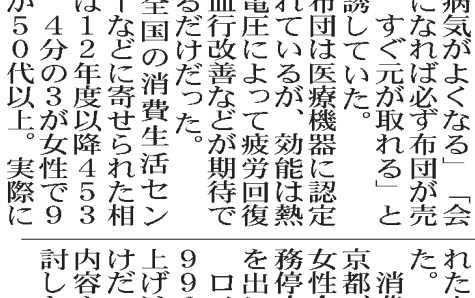 病気がよくなる」「会
になれば必ず布団が売
すぐ元が取れる」と
誘していた。
布団は医療機器に認定
れているが、効能は熱
電圧によって疲労回復
血行改善などが期待で
るだけだった。
全国の消費生活セン
ーなどに寄せられた相
は12年度以降453
4分の3が女性で9
が50代以上。実際に
れた
た。
消
京都
女性
務停
を出
ロ
99
上げ
けだ
内容
討し